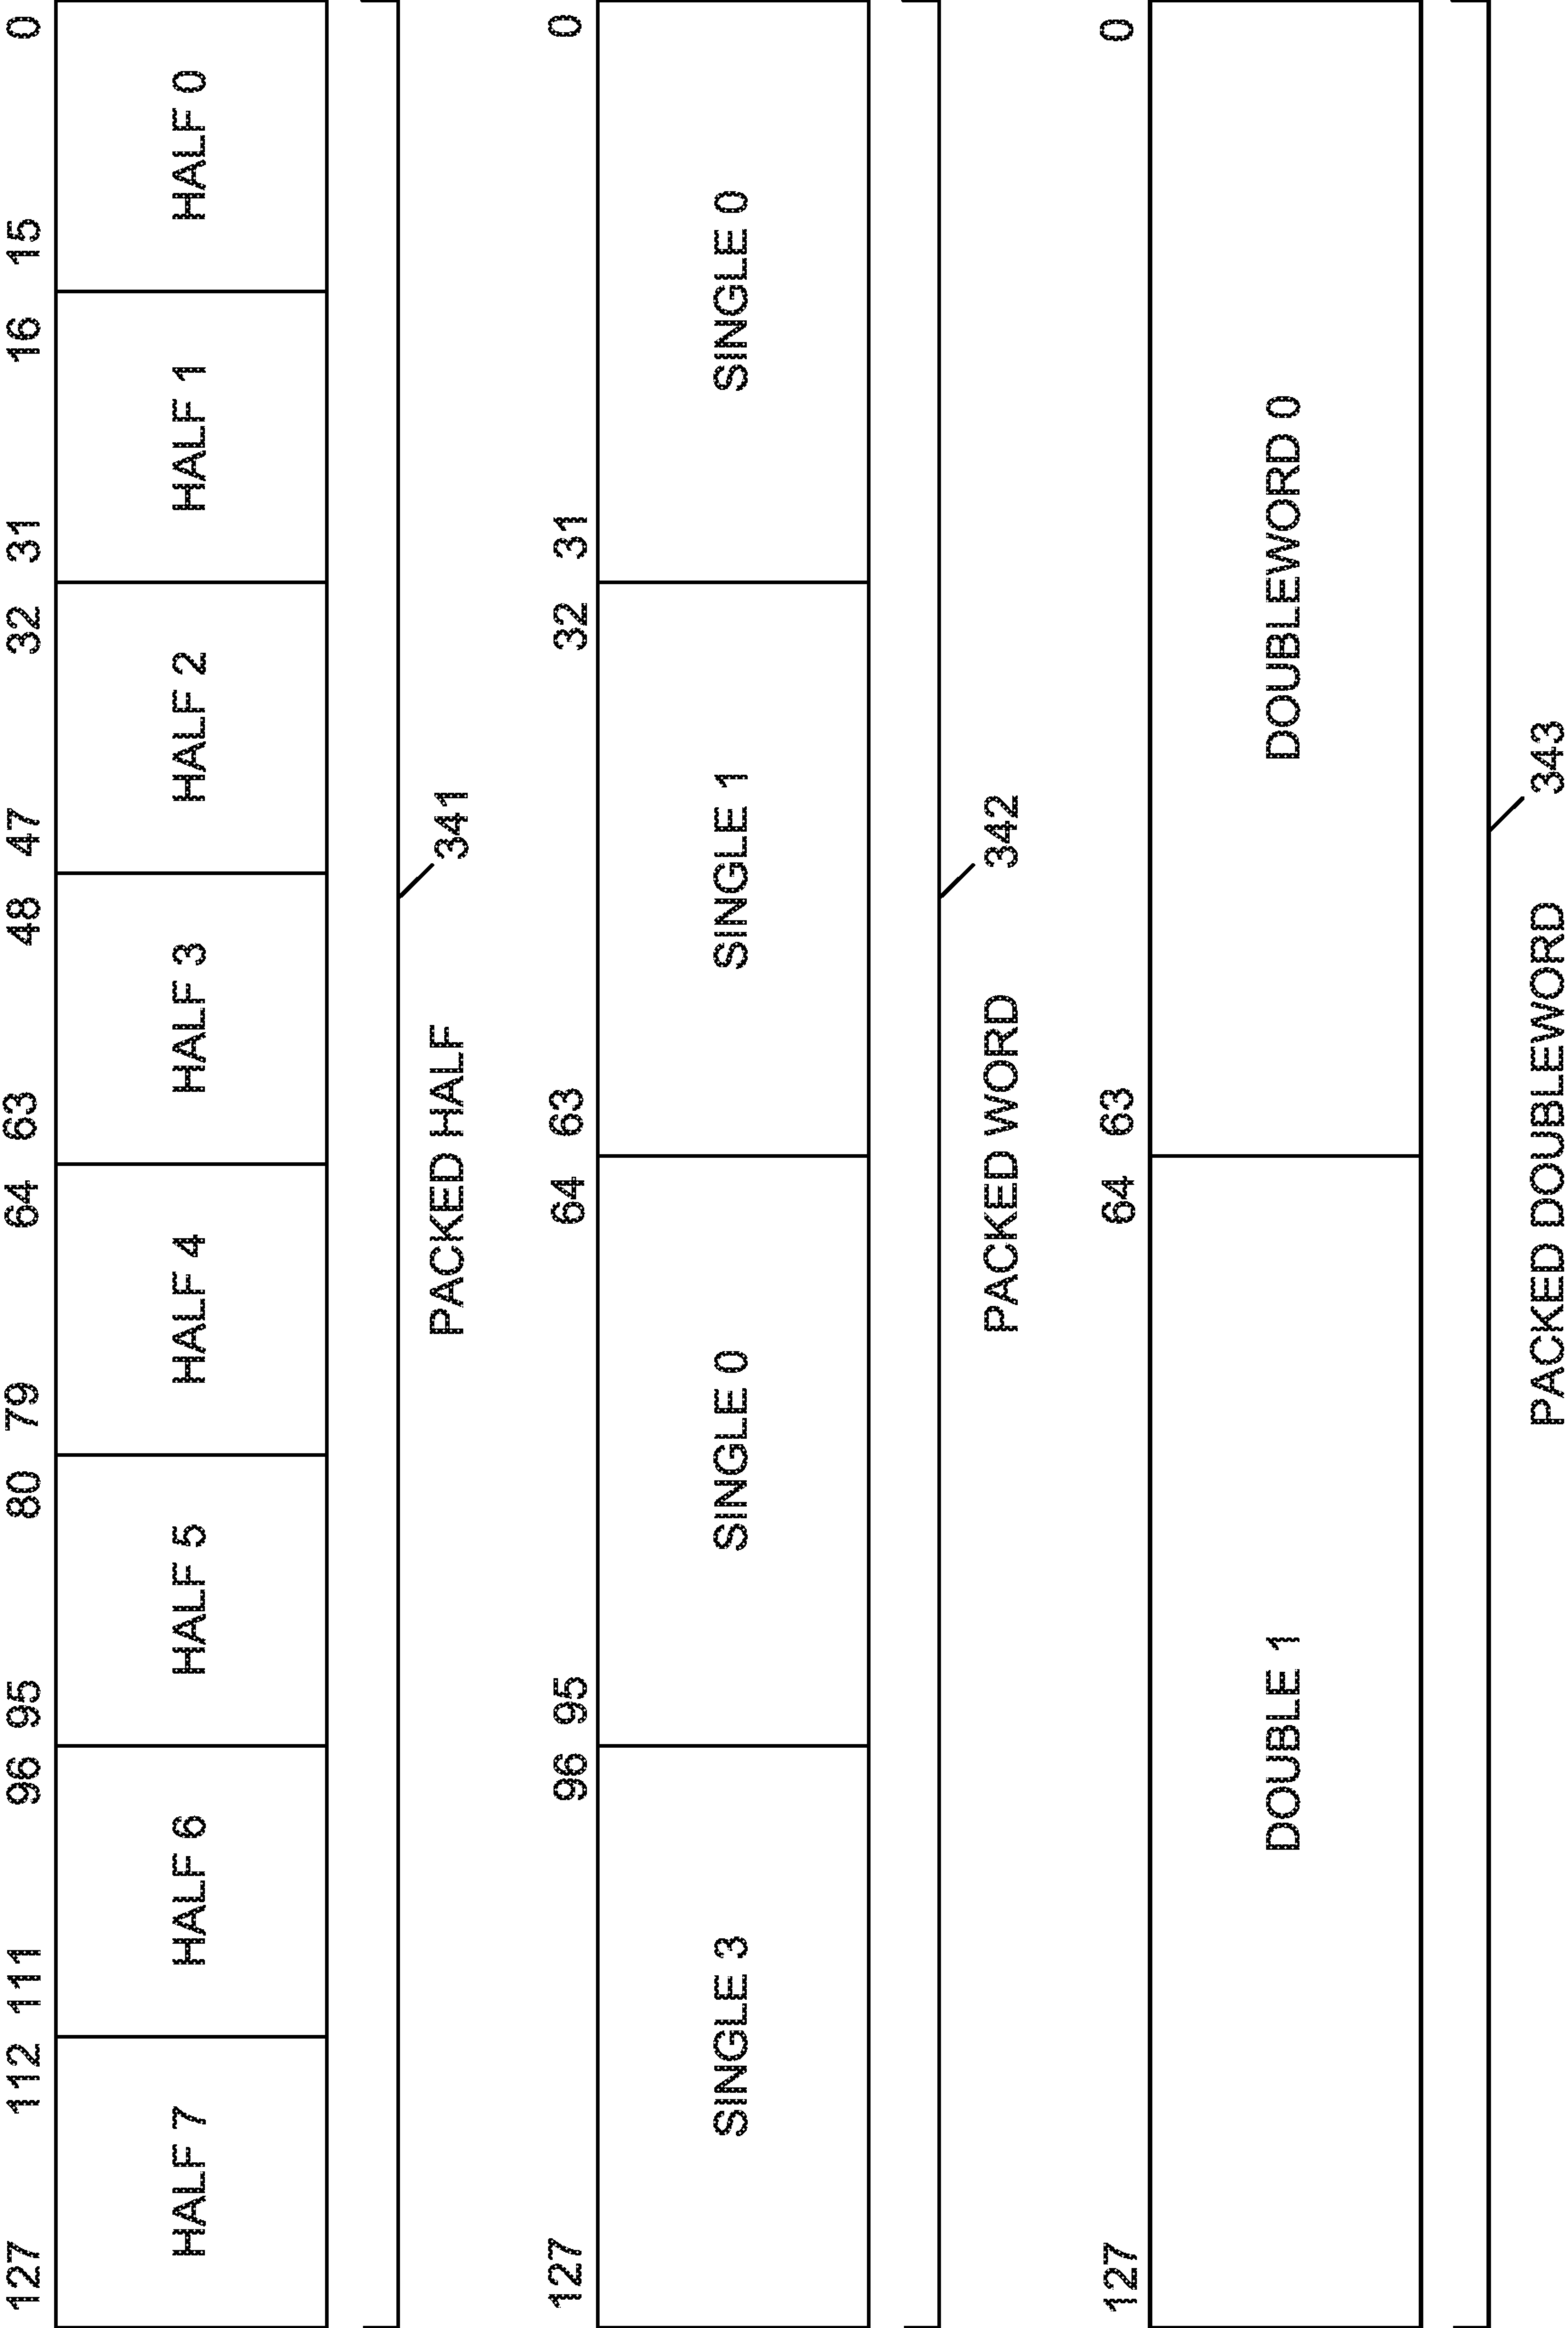 127 112 111 96 95 80 79 64 63 48 47 32 31 16 15 0
HALF 7 HALF 6 HALF 5 HALF 4 HALF 3 HALF 2 HALF 1 HALF 0
341
PACKED HALF
127 96 95 64 63 32 31 0
SINGLE 3 SINGLE 0 SINGLE 1 SINGLE 0
342
PACKED WORD
127 64 63 0
DOUBLE 1 DOUBLEWORD 0
343
PACKED DOUBLEWORD